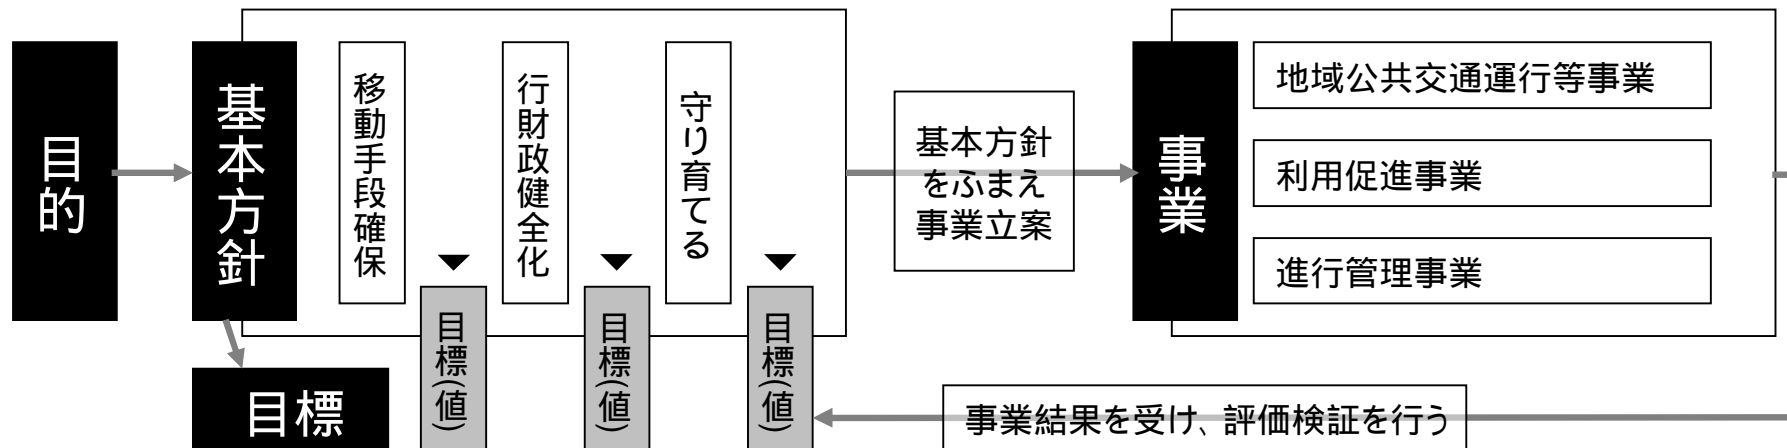 目的
基本方針
移動手段確保
行財政健全化
守り育てる
目標(値)
目標(値)
目標(値)
目標
基本方針
をふまえ
事業立案
事業
地域公共交通運行等事業
利用促進事業
進行管理事業
事業結果を受け、評価検証を行う